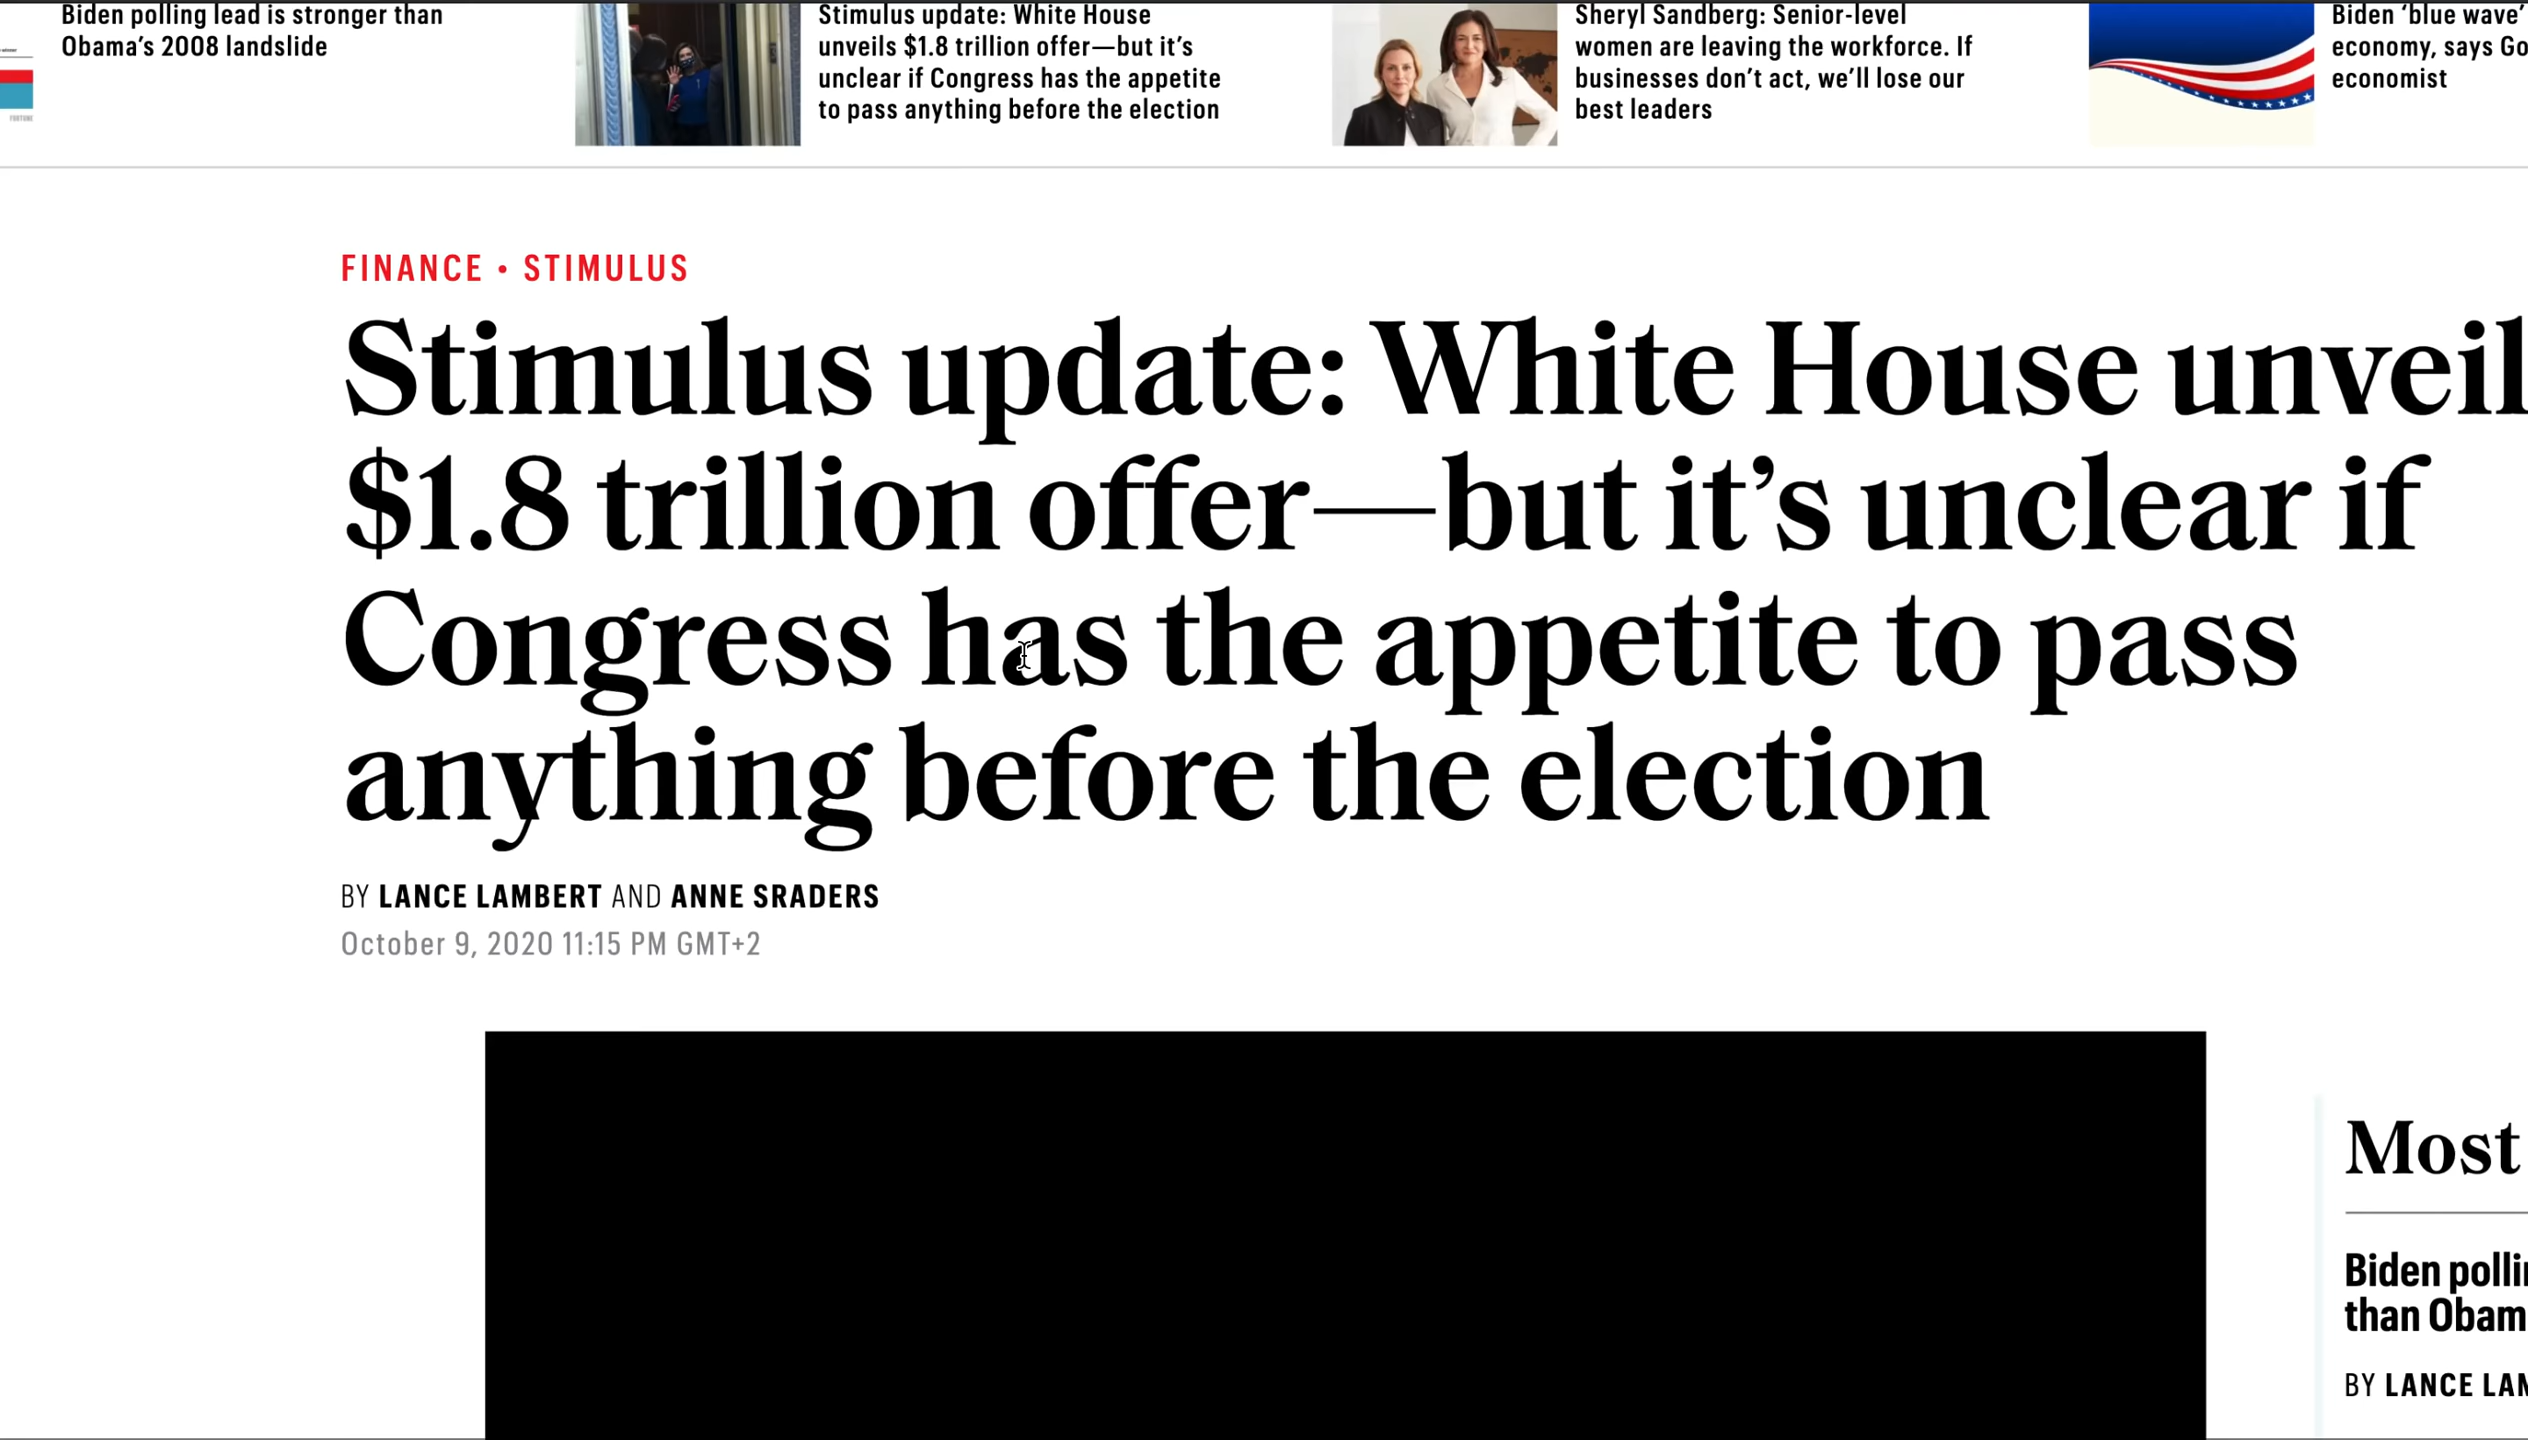 Biden polling lead is stronger than
Obama's 2008 landslide
FORTUNE
Stimulus update: White House
unveils $1.8 trillion offer—but it's
unclear if Congress has the appetite
to pass anything before the election
Sheryl Sandberg: Senior-level
women are leaving the workforce. If
businesses don't act, we'll lose our
best leaders
Biden 'blue wave'
economy, says Go
economist
FINANCE • STIMULUS
Stimulus update: White House unveil
$1.8 trillion offer—but it's unclear if
Congress has the appetite to pass
anything before the election
BY LANCE LAMBERT AND ANNE SRADERS
October 9, 2020 11:15 PM GMT+2
Most
Biden polli
than Obam
BY LANCE LAM